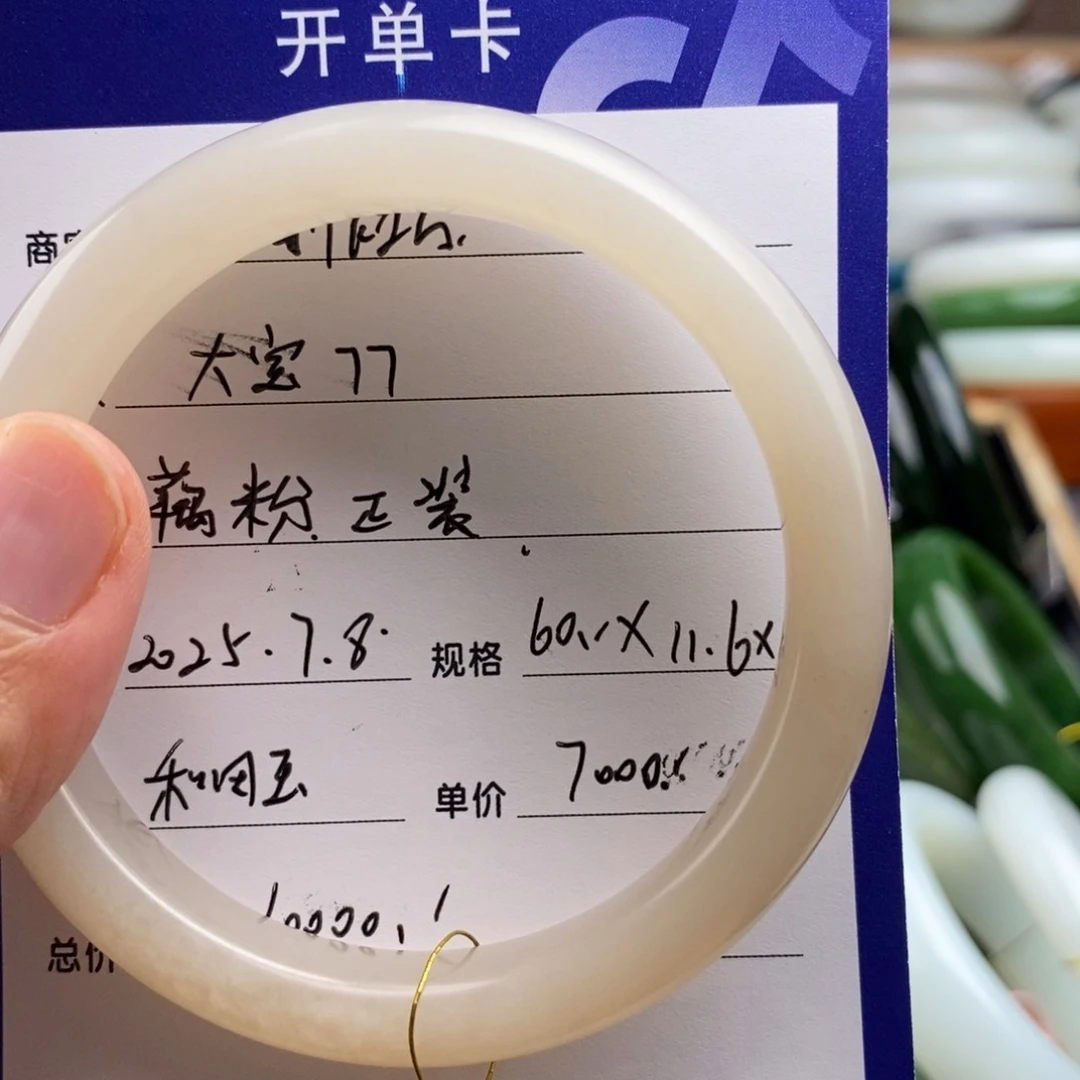 开单卡
商
大宝77
藕粉正装
2025.7.8. 规格 60.1X11.6X
和田玉 单价 7000
10000.
总价